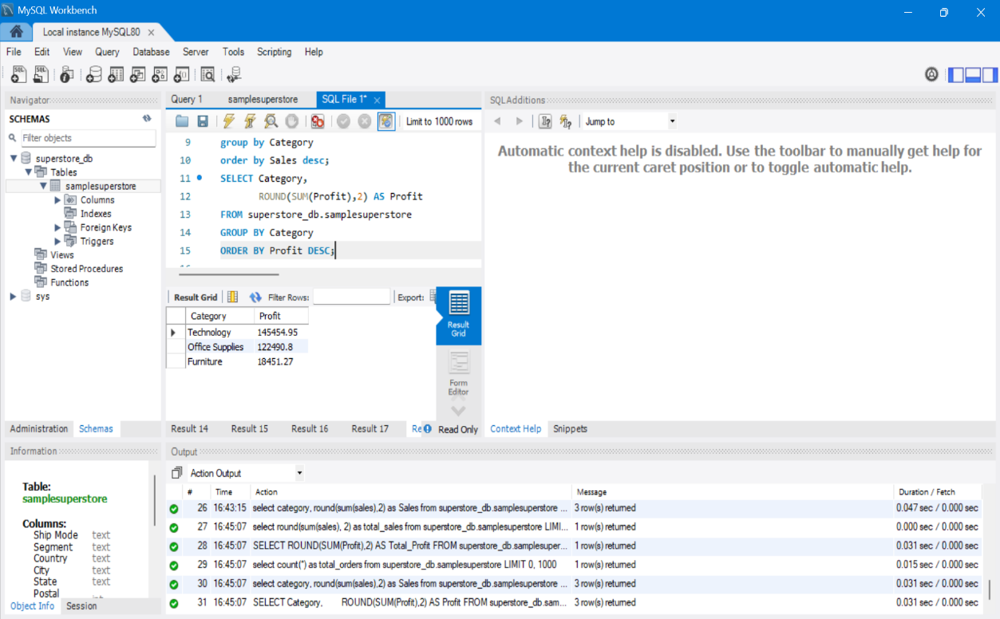 MySQL Workbench
Local instance MySQL80
File Edit View Query Database Server Tools Scripting Help
Navigator
SCHEMAS
Filter objects
superstore_db
Tables
samplesuperstore
Columns
Indexes
Foreign Keys
Triggers
Views
Stored Procedures
Functions
sys
Administration Schemas
Query 1 samplesuperstore SQL File 1*
Limit to 1000 rows
9 group by Category
10 order by Sales desc;
11 SELECT Category,
12 ROUND(SUM(Profit),2) AS Profit
13 FROM superstore_db.samplesuperstore
14 GROUP BY Category
15 ORDER BY Profit DESC;
Result Grid Filter Rows: Export:
Category Profit
Technology 145454.95
Office Supplies 122490.8
Furniture 18451.27
Result
Grid
Form
Editor
Result 14 Result 15 Result 16 Result 17 Re Read Only
SQLAdditions
Jump to
Automatic context help is disabled. Use the toolbar to manually get help for
the current caret position or to toggle automatic help.
Context Help Snippets
Information
Table:
samplesuperstore
Columns:
Ship Mode text
Segment text
Country text
City text
State text
Postal
Object Info Session
Output
Action Output
# Time Action Message Duration / Fetch
26 16:43:15 select category, round(sum(sales),2) as Sales from superstore_db.samplesuperstore ... 3 row(s) returned 0.047 sec / 0.000 sec
27 16:45:07 select round(sum(sales), 2) as total_sales from superstore_db.samplesuperstore LIMI... 1 row(s) returned 0.000 sec / 0.000 sec
28 16:45:07 SELECT ROUND(SUM(Profit),2) AS Total_Profit FROM superstore_db.samplesuper... 1 row(s) returned 0.031 sec / 0.000 sec
29 16:45:07 select count(*) as total_orders from superstore_db.samplesuperstore LIMIT 0, 1000 1 row(s) returned 0.015 sec / 0.000 sec
30 16:45:07 select category, round(sum(sales),2) as Sales from superstore_db.samplesuperstore ... 3 row(s) returned 0.031 sec / 0.000 sec
31 16:45:07 SELECT Category, ROUND(SUM(Profit),2) AS Profit FROM superstore_db.sam... 3 row(s) returned 0.031 sec / 0.000 sec